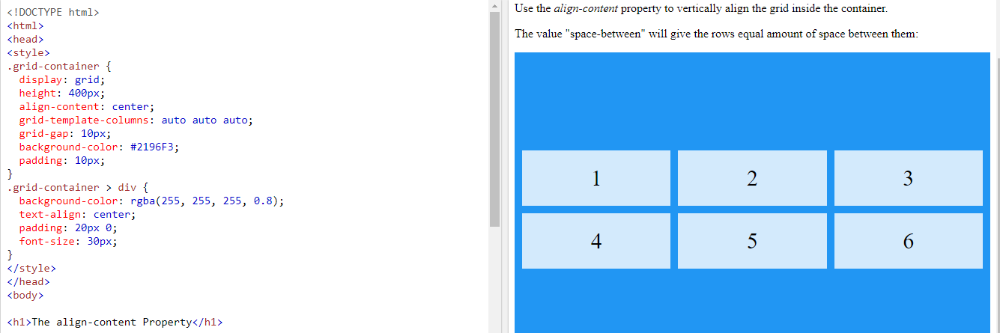 <!DOCTYPE html>
<html>
<head>
<style>
.grid-container {
  display: grid;
  height: 400px;
  align-content: center;
  grid-template-columns: auto auto auto;
  grid-gap: 10px;
  background-color: #2196F3;
  padding: 10px;
}
.grid-container > div {
  background-color: rgba(255, 255, 255, 0.8);
  text-align: center;
  padding: 20px 0;
  font-size: 30px;
}
</style>
</head>
<body>
<h1>The align-content Property</h1>
Use the align-content property to vertically align the grid inside the container.
The value "space-between" will give the rows equal amount of space between them:
1 2 3
4 5 6